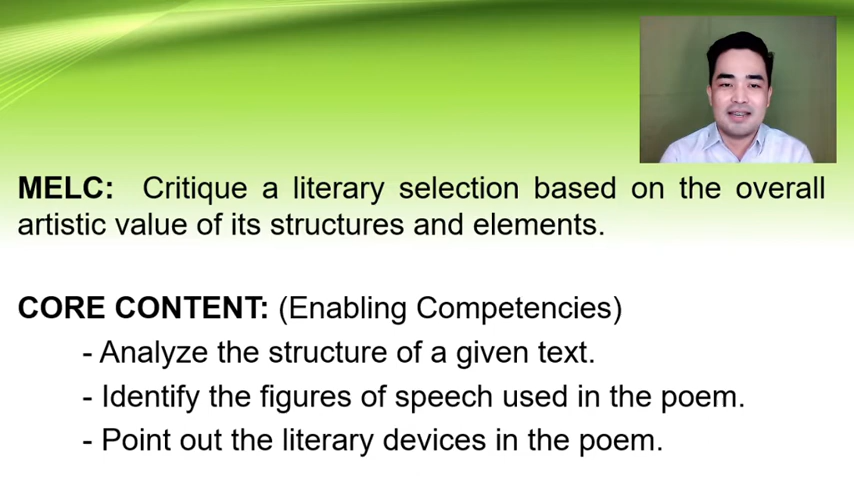 MELC: Critique a literary selection based on the overall
artistic value of its structures and elements.
CORE CONTENT: (Enabling Competencies)
- Analyze the structure of a given text.
- Identify the figures of speech used in the poem.
- Point out the literary devices in the poem.